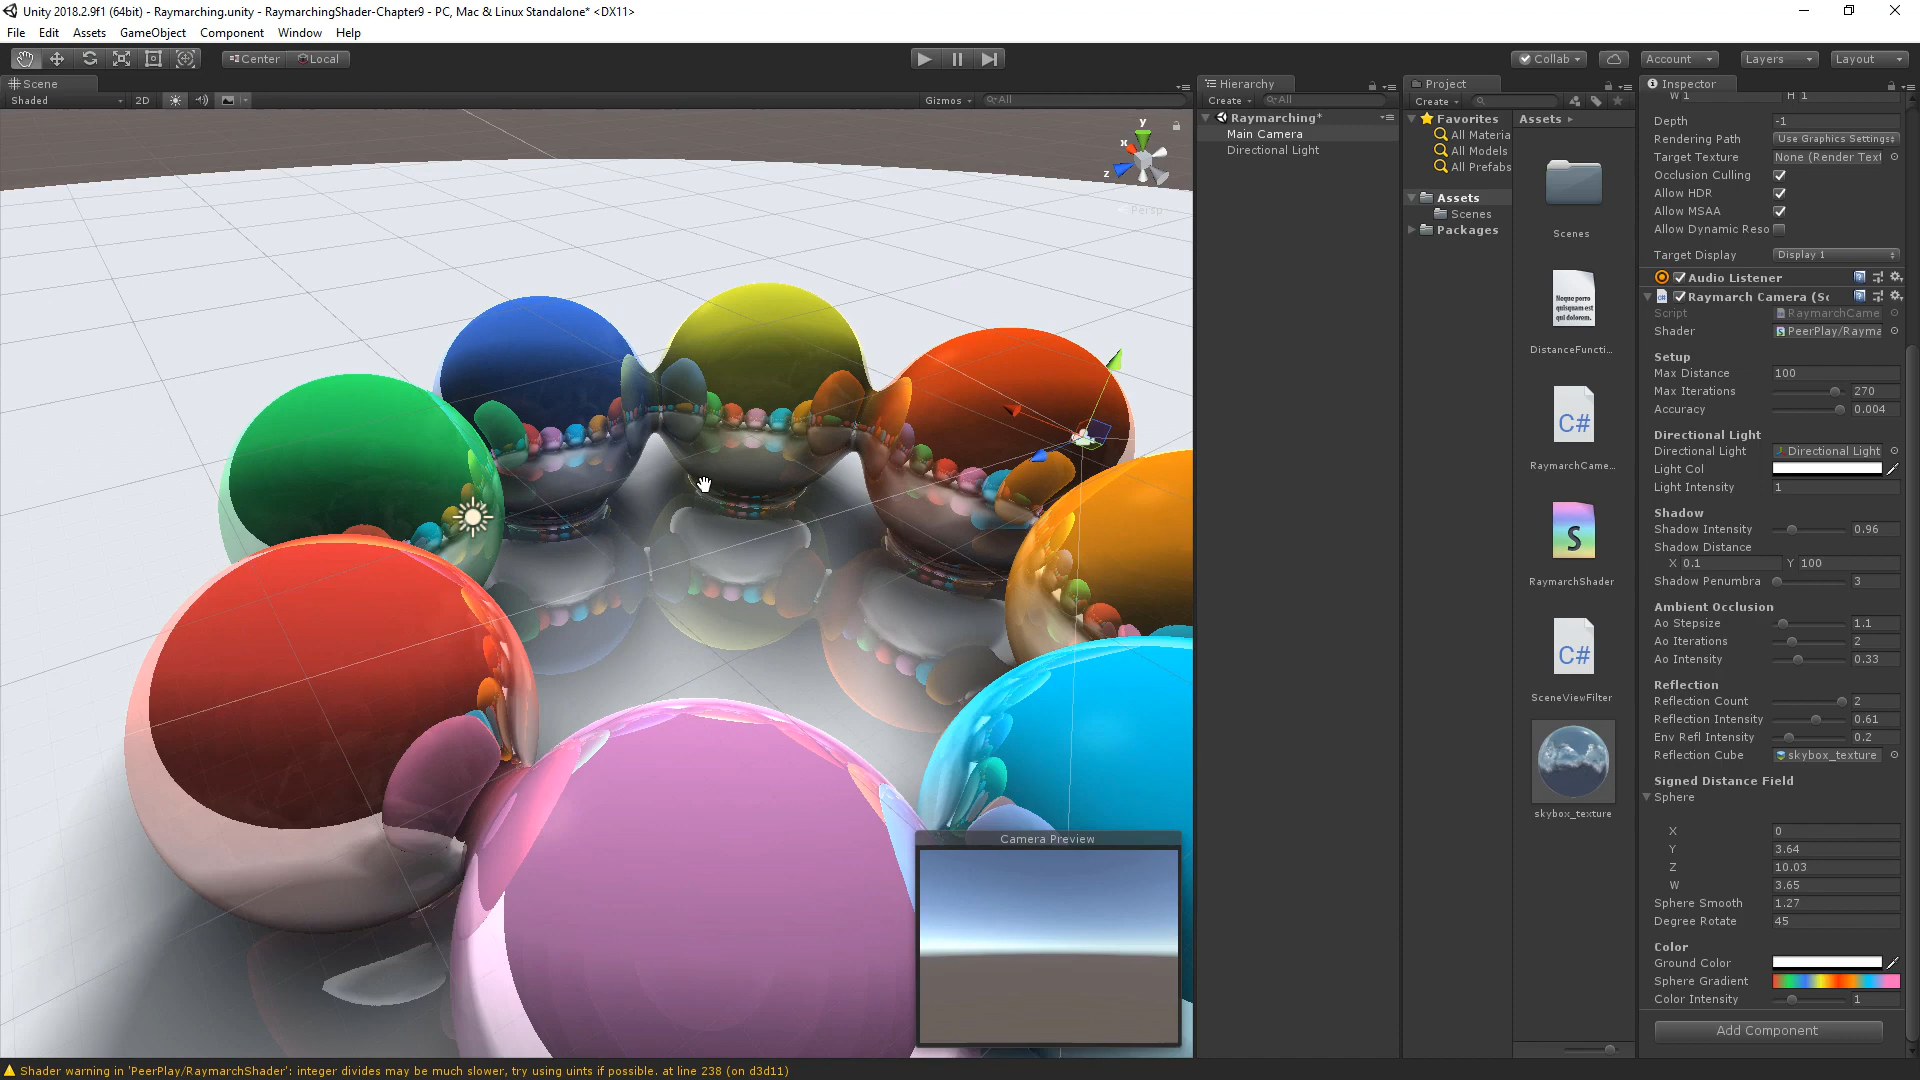 Unity 2018.2.9f1 (64bit) - Raymarching.unity - RaymarchingShader-Chapter9 - PC, Mac & Linux Standalone* <DX11>
File Edit Assets GameObject Component Window Help
Center Local
Collab Account Layers Layout
Scene
Shaded 2D Gizmos All
y
x
z
Persp
Camera Preview
Hierarchy
Create All
Raymarching*
Main Camera
Directional Light
Project
Create
Favorites
All Materia
All Models
All Prefabs
Assets
Scenes
Packages
Assets
Scenes
Neque porro
quisquam est
qui dolorem.
DistanceFuncti...
C#
RaymarchCame...
S
RaymarchShader
C#
SceneViewFilter
skybox_texture
Inspector
W 1 H 1
Depth -1
Rendering Path Use Graphics Settings
Target Texture None (Render Text
Occlusion Culling
Allow HDR
Allow MSAA
Allow Dynamic Reso
Target Display Display 1
Audio Listener
Raymarch Camera (Sc
Script RaymarchCame
Shader PeerPlay/Rayma
Setup
Max Distance 100
Max Iterations 270
Accuracy 0.004
Directional Light
Directional Light Directional Light
Light Col
Light Intensity 1
Shadow
Shadow Intensity 0.96
Shadow Distance
X 0.1 Y 100
Shadow Penumbra 3
Ambient Occlusion
Ao Stepsize 1.1
Ao Iterations 2
Ao Intensity 0.33
Reflection
Reflection Count 2
Reflection Intensity 0.61
Env Refl Intensity 0.2
Reflection Cube skybox_texture
Signed Distance Field
Sphere
X 0
Y 3.64
Z 10.03
W 3.65
Sphere Smooth 1.27
Degree Rotate 45
Color
Ground Color
Sphere Gradient
Color Intensity 1
Add Component
Shader warning in 'PeerPlay/RaymarchShader': integer divides may be much slower, try using uints if possible. at line 238 (on d3d11)